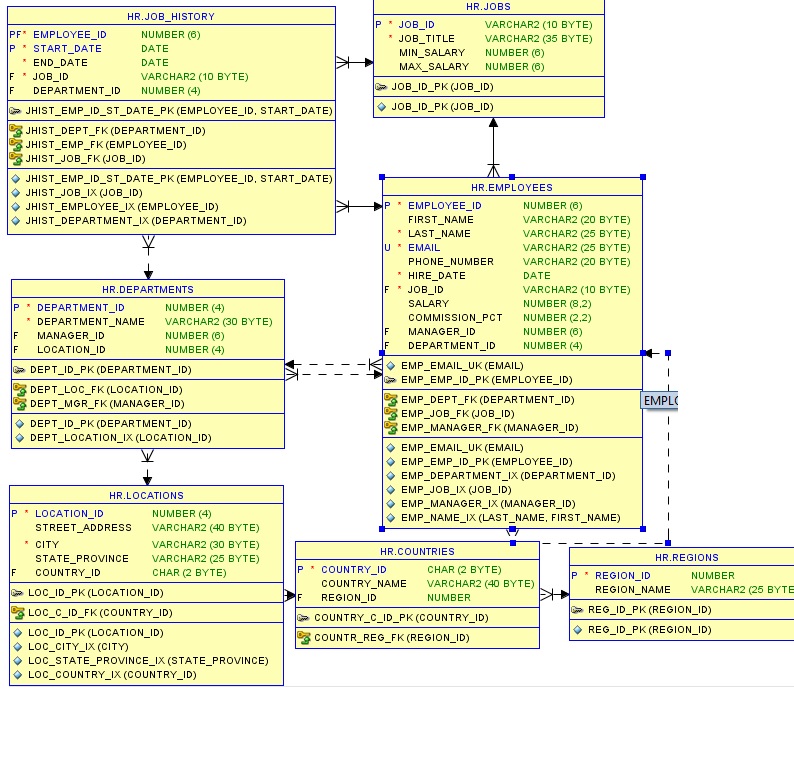 HR.JOB_HISTORY
PF* EMPLOYEE_ID NUMBER (6)
P * START_DATE DATE
* END_DATE DATE
F * JOB_ID VARCHAR2 (10 BYTE)
F DEPARTMENT_ID NUMBER (4)
JHIST_EMP_ID_ST_DATE_PK (EMPLOYEE_ID, START_DATE)
JHIST_DEPT_FK (DEPARTMENT_ID)
JHIST_EMP_FK (EMPLOYEE_ID)
JHIST_JOB_FK (JOB_ID)
JHIST_EMP_ID_ST_DATE_PK (EMPLOYEE_ID, START_DATE)
JHIST_JOB_IX (JOB_ID)
JHIST_EMPLOYEE_IX (EMPLOYEE_ID)
JHIST_DEPARTMENT_IX (DEPARTMENT_ID)
HR.JOBS
P * JOB_ID VARCHAR2 (10 BYTE)
* JOB_TITLE VARCHAR2 (35 BYTE)
MIN_SALARY NUMBER (6)
MAX_SALARY NUMBER (6)
JOB_ID_PK (JOB_ID)
JOB_ID_PK (JOB_ID)
HR.EMPLOYEES
P * EMPLOYEE_ID NUMBER (6)
FIRST_NAME VARCHAR2 (20 BYTE)
* LAST_NAME VARCHAR2 (25 BYTE)
U * EMAIL VARCHAR2 (25 BYTE)
PHONE_NUMBER VARCHAR2 (20 BYTE)
* HIRE_DATE DATE
F * JOB_ID VARCHAR2 (10 BYTE)
SALARY NUMBER (8,2)
COMMISSION_PCT NUMBER (2,2)
F MANAGER_ID NUMBER (6)
F DEPARTMENT_ID NUMBER (4)
EMP_EMAIL_UK (EMAIL)
EMP_EMP_ID_PK (EMPLOYEE_ID)
EMP_DEPT_FK (DEPARTMENT_ID)
EMP_JOB_FK (JOB_ID)
EMP_MANAGER_FK (MANAGER_ID)
EMP_EMAIL_UK (EMAIL)
EMP_EMP_ID_PK (EMPLOYEE_ID)
EMP_DEPARTMENT_IX (DEPARTMENT_ID)
EMP_JOB_IX (JOB_ID)
EMP_MANAGER_IX (MANAGER_ID)
EMP_NAME_IX (LAST_NAME, FIRST_NAME)
EMPLO
HR.DEPARTMENTS
P * DEPARTMENT_ID NUMBER (4)
* DEPARTMENT_NAME VARCHAR2 (30 BYTE)
F MANAGER_ID NUMBER (6)
F LOCATION_ID NUMBER (4)
DEPT_ID_PK (DEPARTMENT_ID)
DEPT_LOC_FK (LOCATION_ID)
DEPT_MGR_FK (MANAGER_ID)
DEPT_ID_PK (DEPARTMENT_ID)
DEPT_LOCATION_IX (LOCATION_ID)
HR.LOCATIONS
P * LOCATION_ID NUMBER (4)
STREET_ADDRESS VARCHAR2 (40 BYTE)
* CITY VARCHAR2 (30 BYTE)
STATE_PROVINCE VARCHAR2 (25 BYTE)
F COUNTRY_ID CHAR (2 BYTE)
LOC_ID_PK (LOCATION_ID)
LOC_C_ID_FK (COUNTRY_ID)
LOC_ID_PK (LOCATION_ID)
LOC_CITY_IX (CITY)
LOC_STATE_PROVINCE_IX (STATE_PROVINCE)
LOC_COUNTRY_IX (COUNTRY_ID)
HR.COUNTRIES
P * COUNTRY_ID CHAR (2 BYTE)
COUNTRY_NAME VARCHAR2 (40 BYTE)
F REGION_ID NUMBER
COUNTRY_C_ID_PK (COUNTRY_ID)
COUNTR_REG_FK (REGION_ID)
HR.REGIONS
P * REGION_ID NUMBER
REGION_NAME VARCHAR2 (25 BYTE
REG_ID_PK (REGION_ID)
REG_ID_PK (REGION_ID)